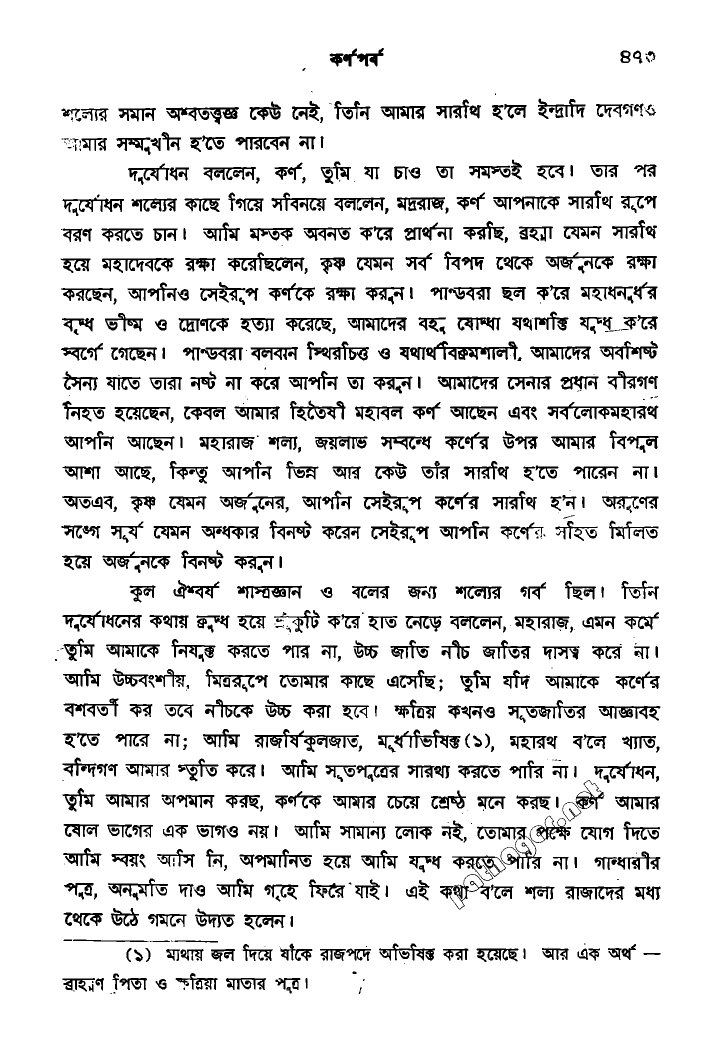 কর্ণপর্ব ৪৭৩
শল্যের সমান অশ্বতত্ত্বজ্ঞ কেউ নেই, তিনি আমার সারথি হ'লে ইন্দ্রাদি দেবগণও
আমার সম্মুখীন হ'তে পারবেন না।
দুর্যোধন বললেন, কর্ণ, তুমি যা চাও তা সমস্তই হবে। তার পর
দুর্যোধন শল্যের কাছে গিয়ে সবিনয়ে বললেন, মদ্ররাজ, কর্ণ আপনাকে সারথি রূপে
বরণ করতে চান। আমি মস্তক অবনত ক'রে প্রার্থনা করছি, ব্রহ্মা যেমন সারথি
হয়ে মহাদেবকে রক্ষা করেছিলেন, কৃষ্ণ যেমন সর্ব বিপদ থেকে অর্জুনকে রক্ষা
করছেন, আপনিও সেইরূপ কর্ণকে রক্ষা করুন। পাণ্ডবরা ছল ক'রে মহাধনুর্ধর
বৃদ্ধ ভীষ্ম ও দ্রোণকে হত্যা করেছে, আমাদের বহু যোদ্ধা যথাশক্তি যুদ্ধ ক'রে
স্বর্গে গেছেন। পাণ্ডবরা বলবান স্থিরচিত্ত ও যথার্থবিক্রমশালী, আমাদের অবশিষ্ট
সৈন্য যাতে তারা নষ্ট না করে আপনি তা করুন। আমাদের সেনার প্রধান বীরগণ
নিহত হয়েছেন, কেবল আমার হিতৈষী মহাবল কর্ণ আছেন এবং সর্বলোকমহারথ
আপনি আছেন। মহারাজ শল্য, জয়লাভ সম্বন্ধে কর্ণের উপর আমার বিপুল
আশা আছে, কিন্তু আপনি ভিন্ন আর কেউ তাঁর সারথি হ'তে পারেন না।
অতএব, কৃষ্ণ যেমন অর্জুনের, আপনি সেইরূপ কর্ণের সারথি হ'ন। অরুণের
সঙ্গে সূর্য যেমন অন্ধকার বিনষ্ট করেন সেইরূপ আপনি কর্ণের সহিত মিলিত
হয়ে অর্জুনকে বিনষ্ট করুন।
কুল ঐশ্বর্য শাস্ত্রজ্ঞান ও বলের জন্য শল্যের গর্ব ছিল। তিনি
দুর্যোধনের কথায় ক্রুদ্ধ হয়ে ভ্রূকুটি ক'রে হাত নেড়ে বললেন, মহারাজ, এমন কর্মে
তুমি আমাকে নিযুক্ত করতে পার না, উচ্চ জাতি নীচ জাতির দাসত্ব করে না।
আমি উচ্চবংশীয়, মিত্ররূপে তোমার কাছে এসেছি; তুমি যদি আমাকে কর্ণের
বশবর্তী কর তবে নীচকে উচ্চ করা হবে। ক্ষত্রিয় কখনও সূতজাতির আজ্ঞাবহ
হ'তে পারে না; আমি রাজর্ষিকুলজাত, মূর্ধাভিষিক্ত (১), মহারথ ব'লে খ্যাত,
বন্দিগণ আমার স্তুতি করে। আমি সূতপুত্রের সারথ্য করতে পারি না। দুর্যোধন,
তুমি আমার অপমান করছ, কর্ণকে আমার চেয়ে শ্রেষ্ঠ মনে করছ। কর্ণ আমার
ষোল ভাগের এক ভাগও নয়। আমি সামান্য লোক নই, তোমার পক্ষে যোগ দিতে
আমি স্বয়ং আসি নি, অপমানিত হয়ে আমি যুদ্ধ করতে পারি না। গান্ধারীর
পুত্র, অনুমতি দাও আমি গৃহে ফিরে যাই। এই কথা ব'লে শল্য রাজাদের মধ্য
থেকে উঠে গমনে উদ্যত হলেন।
(১) মাথায় জল দিয়ে যাঁকে রাজপদে অভিষিক্ত করা হয়েছে। আর এক অর্থ —
ব্রাহ্মণ পিতা ও ক্ষত্রিয়া মাতার পুত্র।